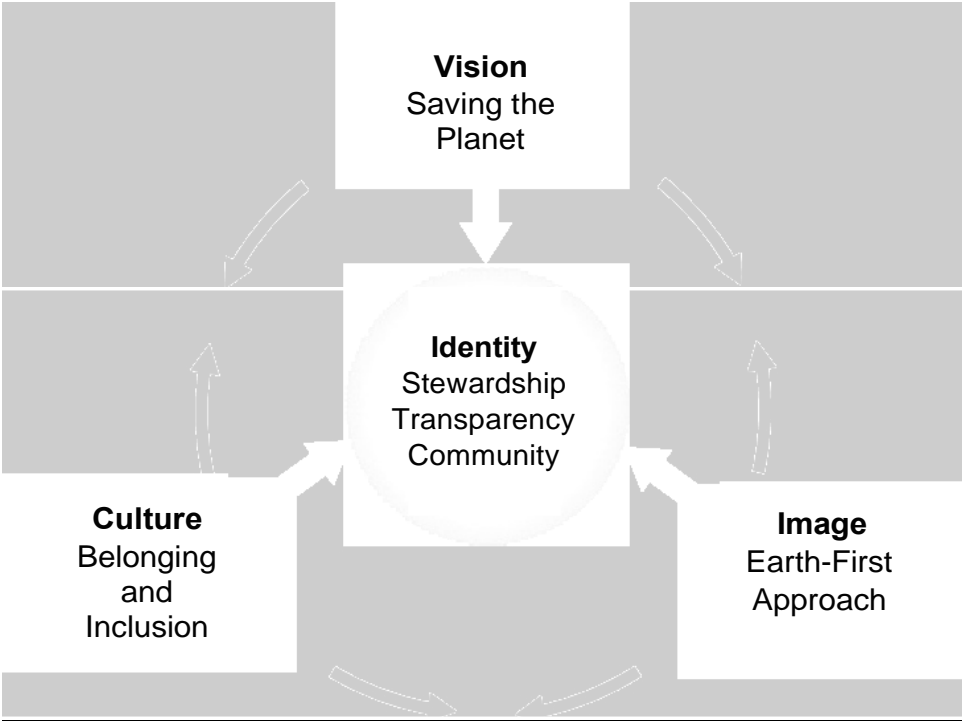 Vision
Saving the
Planet
Identity
Stewardship
Transparency
Community
Culture
Belonging
and
Inclusion
Image
Earth-First
Approach